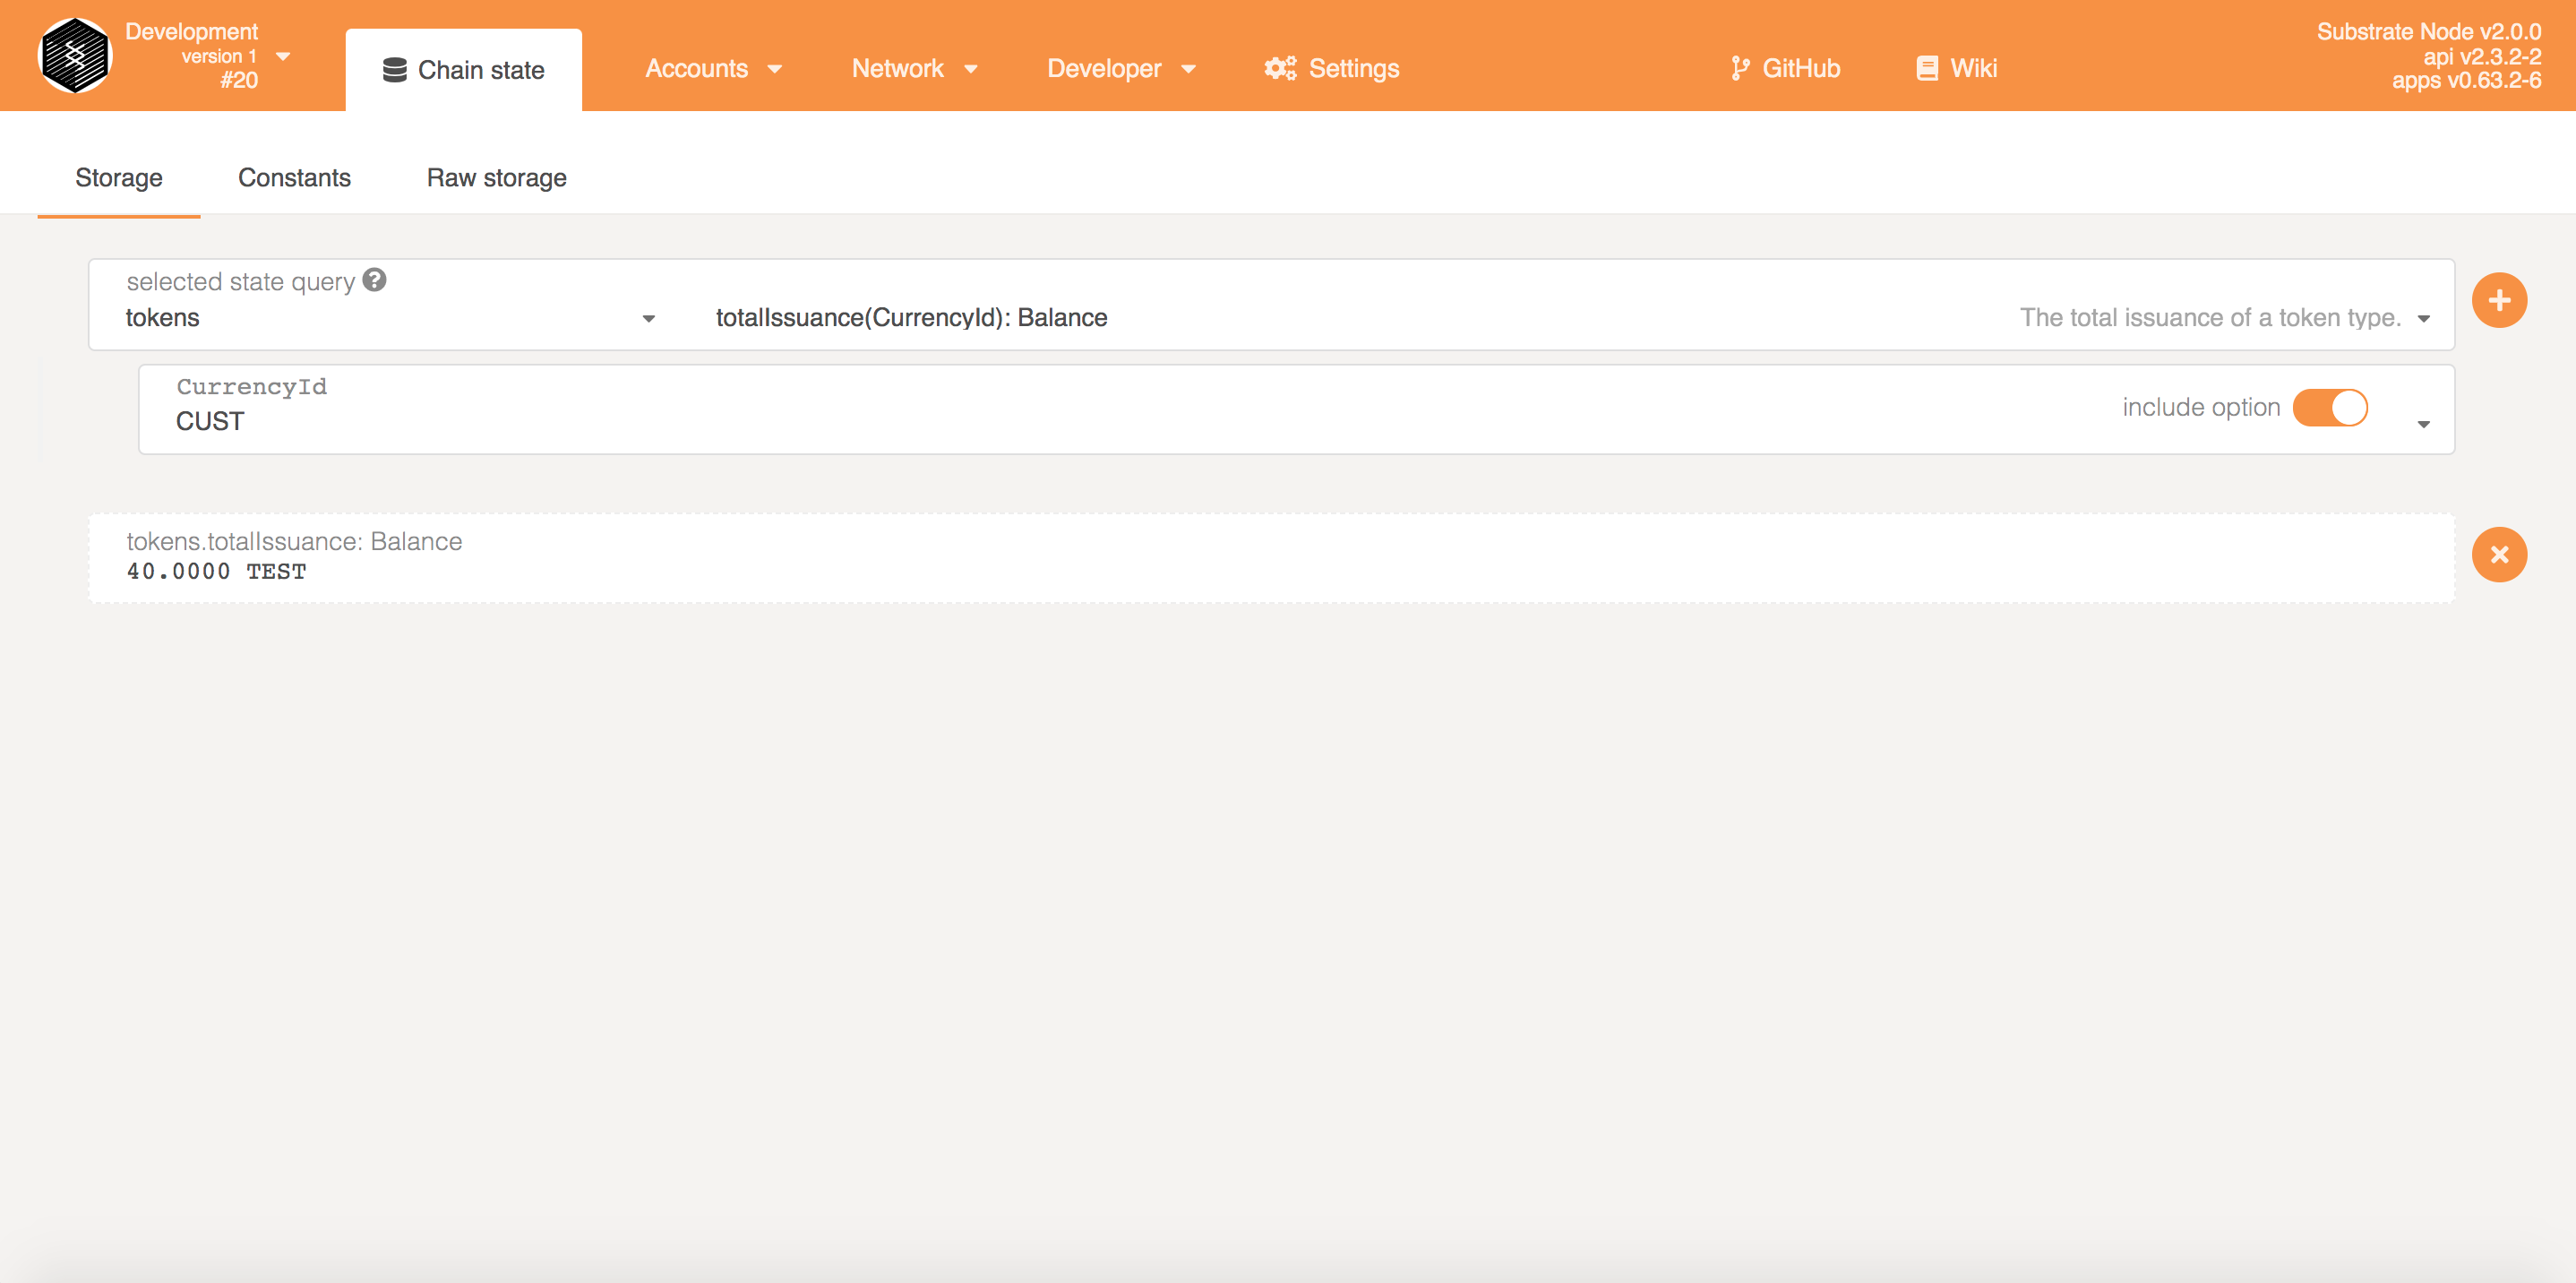 Development
version 1
#20
Chain state
Accounts
Network
Developer
Settings
GitHub
Wiki
Substrate Node v2.0.0
api v2.3.2-2
apps v0.63.2-6
Storage
Constants
Raw storage
selected state query ?
tokens
totalIssuance(CurrencyId): Balance
The total issuance of a token type.
CurrencyId
CUST
include option
tokens.totalIssuance: Balance
40.0000 TEST